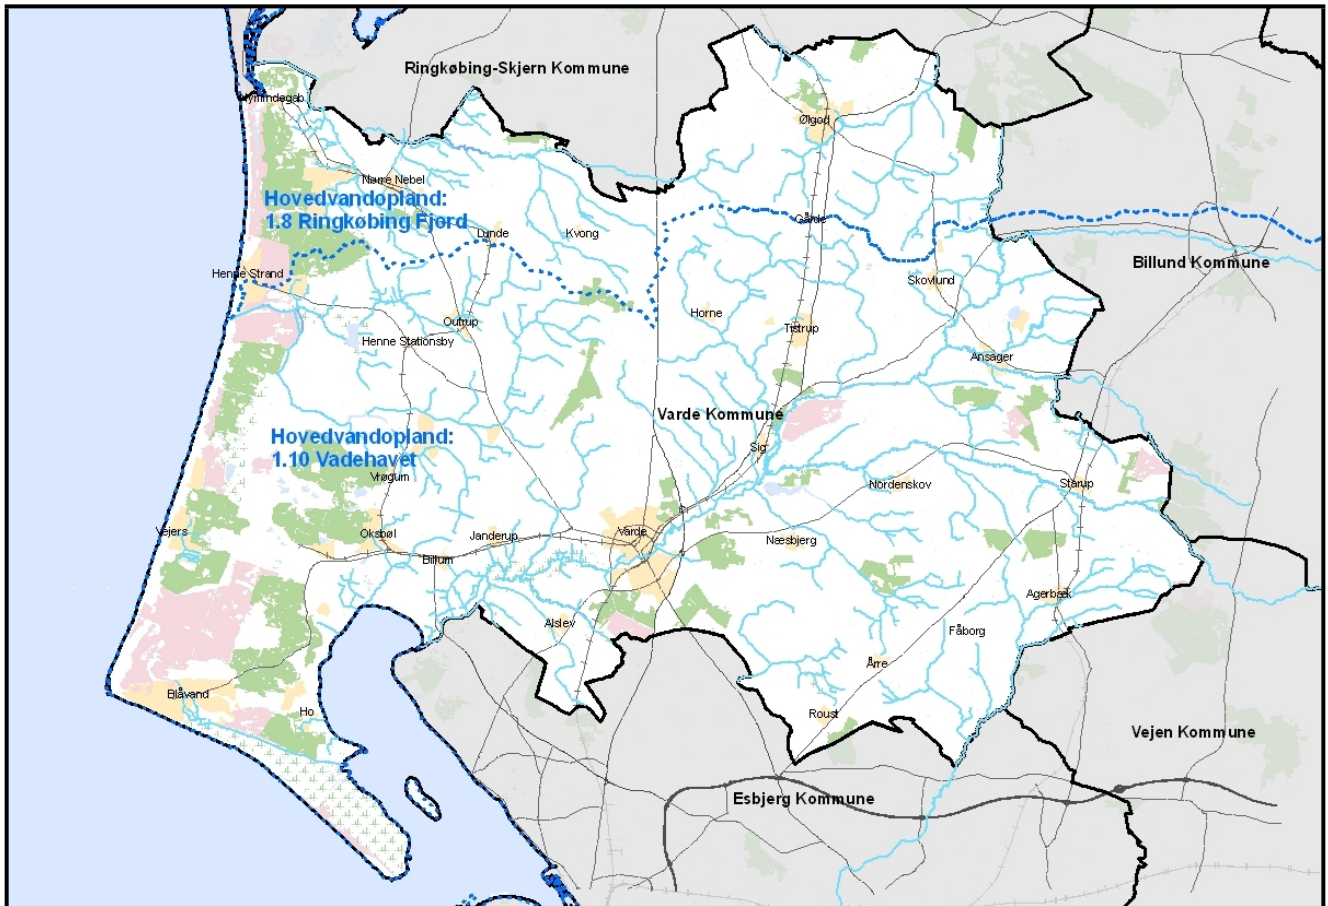 Ringkøbing-Skjern Kommune
Nymindegab
Ølgod
Nørre Nebel
Hovedvandopland:
1.8 Ringkøbing Fjord
Lunde
Kvong
Gårde
Henne Strand
Billund Kommune
Skovlund
Horne
Outrup
Tistrup
Henne Stationsby
Ansager
Varde Kommune
Hovedvandopland:
1.10 Vadehavet
Sig
Vrøgum
Nordenskov
Starup
Vejers
Oksbøl
Janderup
Varde
Næsbjerg
Billum
Agerbæk
Alslev
Fåborg
Årre
Blåvand
Ho
Roust
Vejen Kommune
Esbjerg Kommune